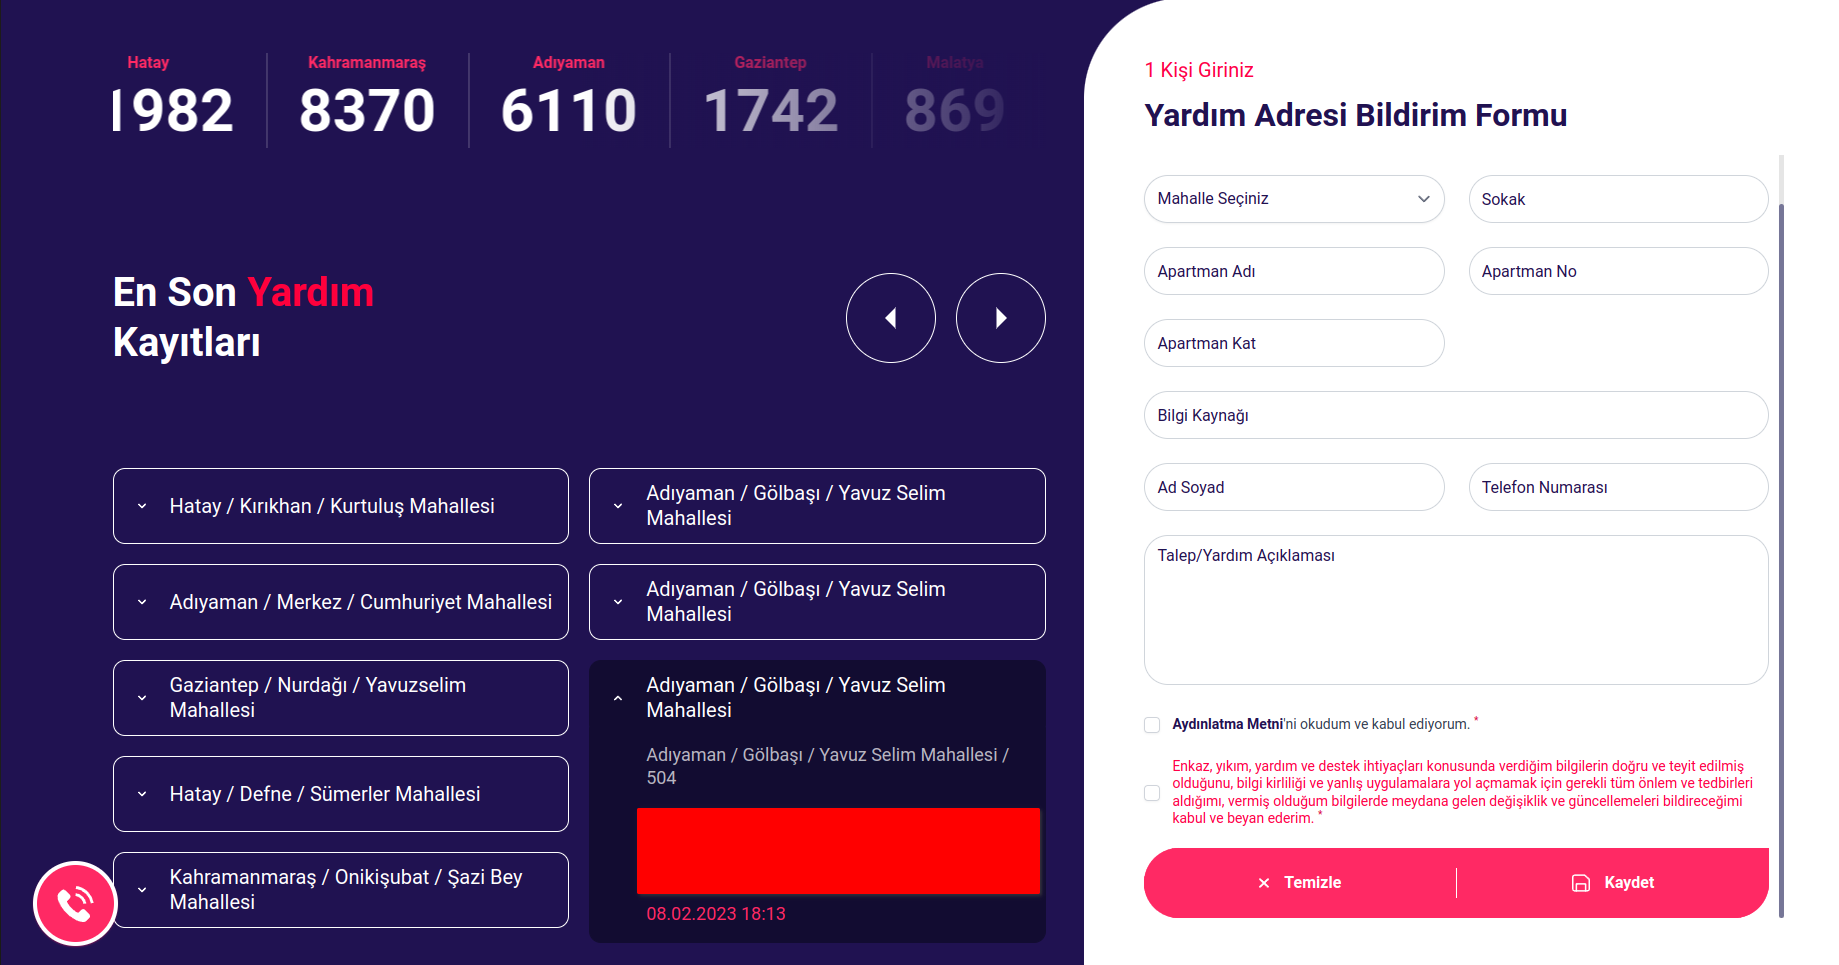 Hatay
1982
Kahramanmaraş
8370
Adıyaman
6110
Gaziantep
1742
Malatya
869
En Son Yardım
Kayıtları
Hatay / Kırıkhan / Kurtuluş Mahallesi
Adıyaman / Merkez / Cumhuriyet Mahallesi
Gaziantep / Nurdağı / Yavuzselim
Mahallesi
Hatay / Defne / Sümerler Mahallesi
Kahramanmaraş / Onikişubat / Şazi Bey
Mahallesi
Adıyaman / Gölbaşı / Yavuz Selim
Mahallesi
Adıyaman / Gölbaşı / Yavuz Selim
Mahallesi
Adıyaman / Gölbaşı / Yavuz Selim
Mahallesi
Adıyaman / Gölbaşı / Yavuz Selim Mahallesi /
504
08.02.2023 18:13
1 Kişi Giriniz
Yardım Adresi Bildirim Formu
Mahalle Seçiniz
Sokak
Apartman Adı
Apartman No
Apartman Kat
Bilgi Kaynağı
Ad Soyad
Telefon Numarası
Talep/Yardım Açıklaması
Aydınlatma Metni'ni okudum ve kabul ediyorum. *
Enkaz, yıkım, yardım ve destek ihtiyaçları konusunda verdiğim bilgilerin doğru ve teyit edilmiş
olduğunu, bilgi kirliliği ve yanlış uygulamalara yol açmamak için gerekli tüm önlem ve tedbirleri
aldığımı, vermiş olduğum bilgilerde meydana gelen değişiklik ve güncellemeleri bildireceğimi
kabul ve beyan ederim. *
Temizle
Kaydet